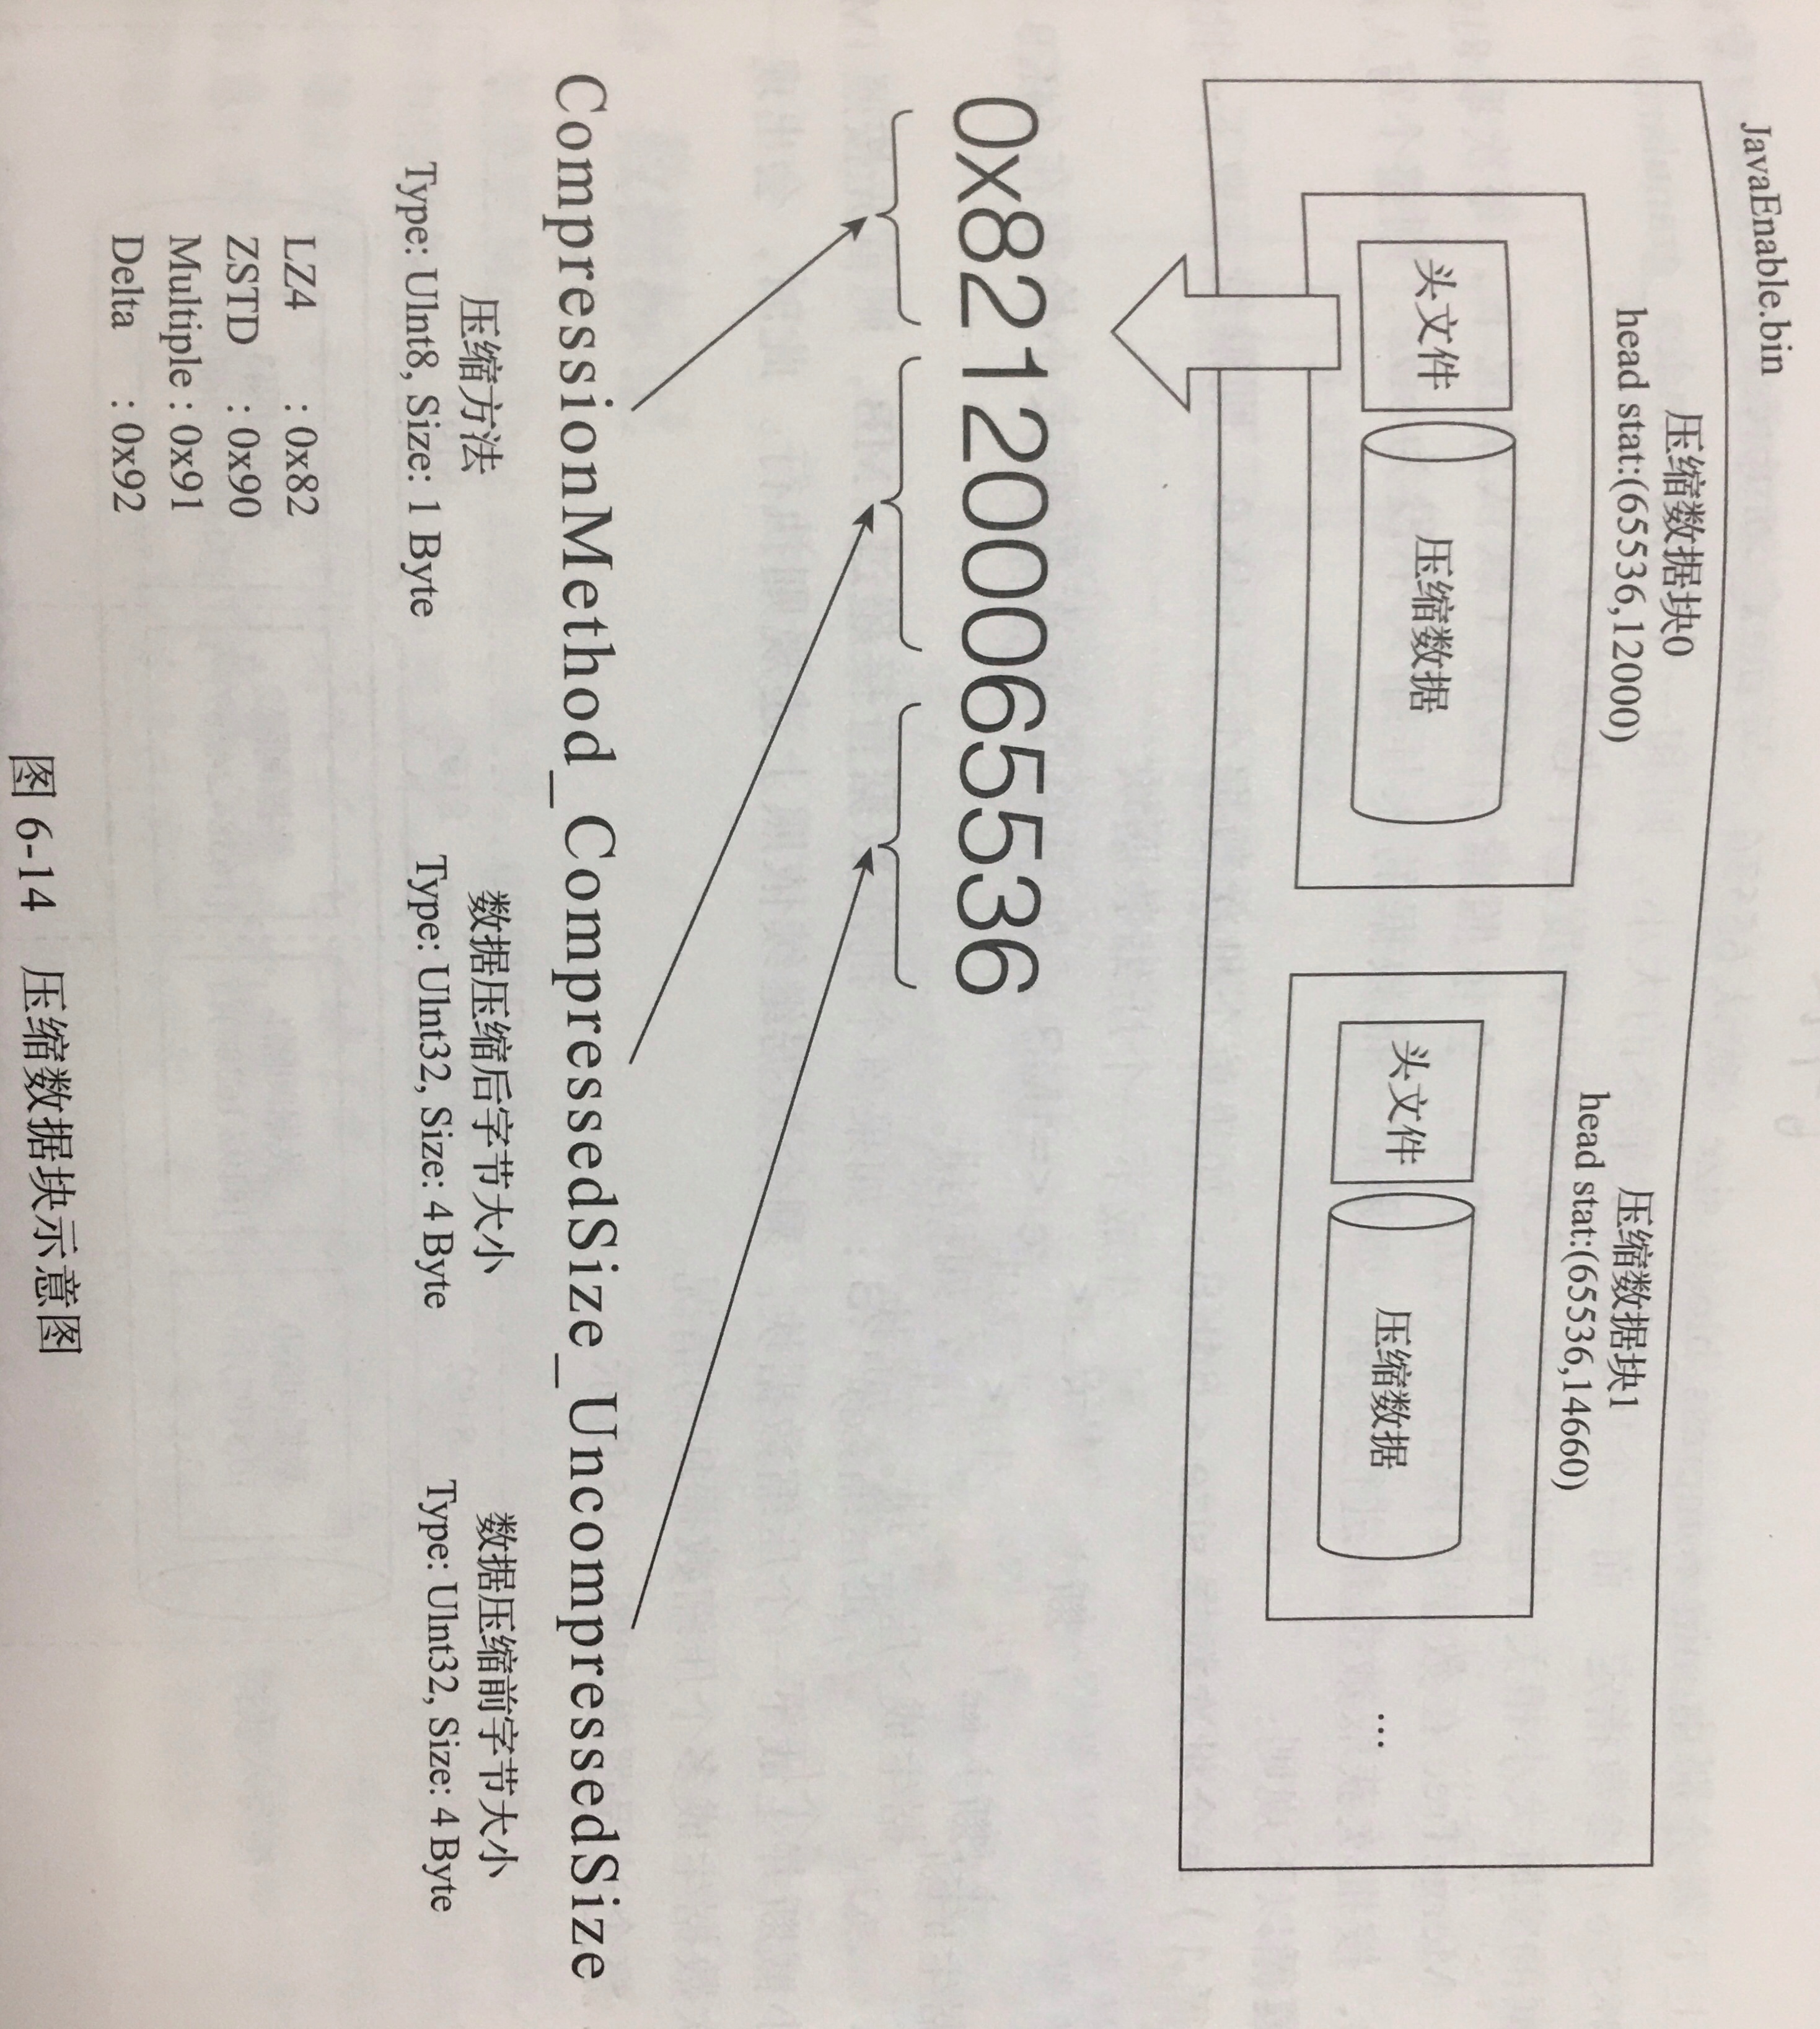 JavaEnable.bin
压缩数据块0
head stat:(65536,12000)
头文件
压缩数据
压缩数据块1
head stat:(65536,14660)
头文件
压缩数据
...
0x821200065536
CompressionMethod_CompressedSize_UncompressedSize
压缩方法
Type: UInt8, Size: 1 Byte
数据压缩后字节大小
Type: UInt32, Size: 4 Byte
数据压缩前字节大小
Type: UInt32, Size: 4 Byte
LZ4 : 0x82
ZSTD : 0x90
Multiple : 0x91
Delta : 0x92
图 6-14 压缩数据块示意图